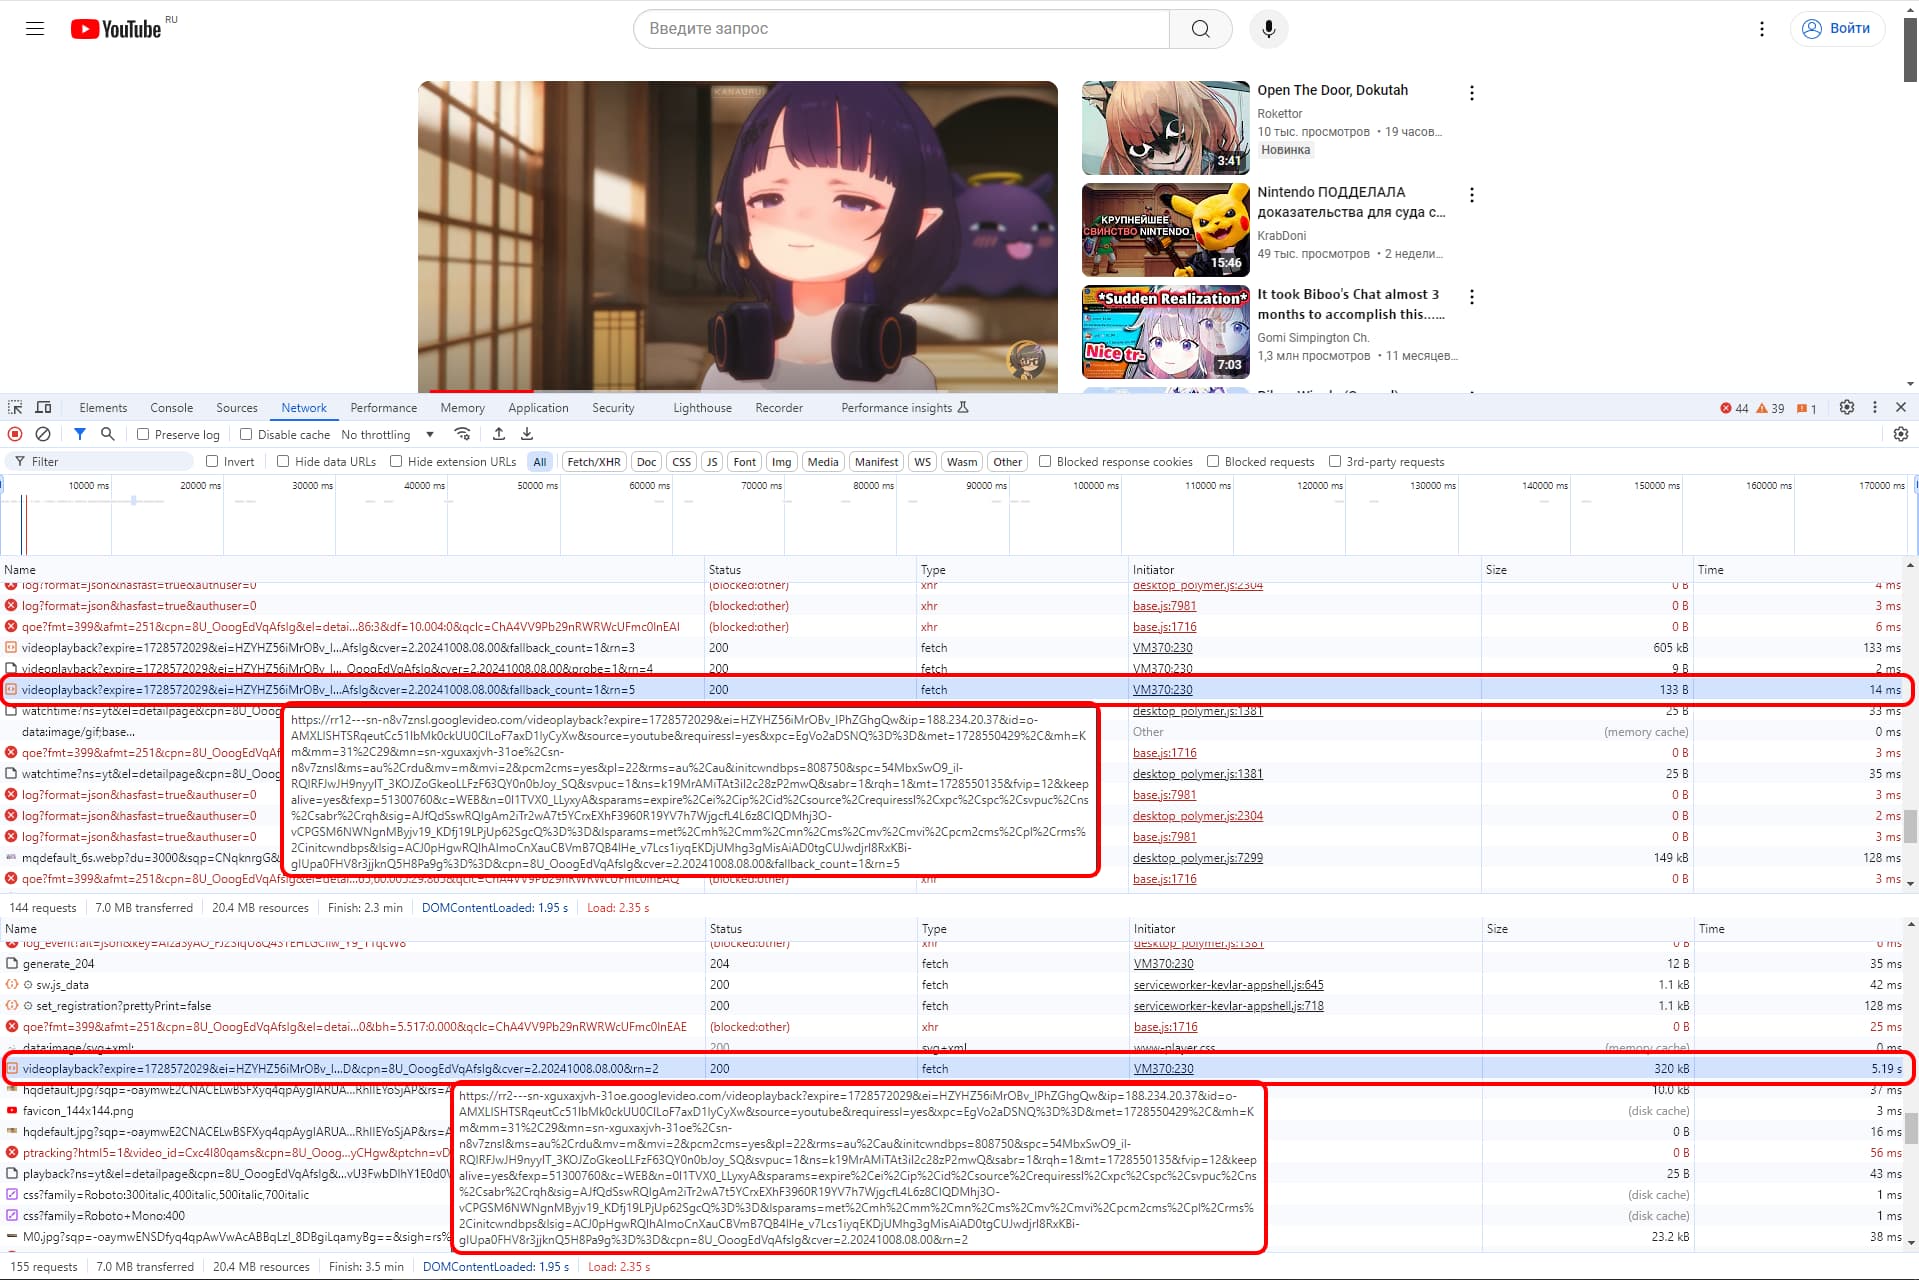 YouTube RU
Введите запрос
Войти
KANAURU
Open The Door, Dokutah
Rokettor
10 тыс. просмотров • 19 часов...
Новинка
3:41
Nintendo ПОДДЕЛАЛА
доказательства для суда с...
KrabDoni
49 тыс. просмотров • 2 недели...
КРУПНЕЙШЕЕ
СВИНСТВО NINTENDO
15:46
It took Biboo's Chat almost 3
months to accomplish this......
Gomi Simpington Ch.
1,3 млн просмотров • 11 месяцев...
*Sudden Realization*
Nice tr-
7:03
Elements Console Sources Network Performance Memory Application Security Lighthouse Recorder Performance insights 44 39 1
Preserve log Disable cache No throttling
Filter Invert Hide data URLs Hide extension URLs All Fetch/XHR Doc CSS JS Font Img Media Manifest WS Wasm Other Blocked response cookies Blocked requests 3rd-party requests
10000 ms 20000 ms 30000 ms 40000 ms 50000 ms 60000 ms 70000 ms 80000 ms 90000 ms 100000 ms 110000 ms 120000 ms 130000 ms 140000 ms 150000 ms 160000 ms 170000 ms
Name Status Type Initiator Size Time
log?format=json&hasfast=true&authuser=0 (blocked:other) xhr desktop_polymer.js:2304 0 B 4 ms
log?format=json&hasfast=true&authuser=0 (blocked:other) xhr base.js:7981 0 B 3 ms
qoe?fmt=399&afmt=251&cpn=8U_OoogEdVqAfslg&el=detai...86:3&df=10.004:0&qclc=ChA4VV9Pb29nRWRWcUFmc0lnEAI (blocked:other) xhr base.js:1716 0 B 6 ms
videoplayback?expire=1728572029&ei=HZYHZ56iMrOBv_I...Afslg&cver=2.20241008.08.00&fallback_count=1&rn=3 200 fetch VM370:230 605 kB 133 ms
videoplayback?expire=1728572029&ei=HZYHZ56iMrOBv_I..._OoogEdVqAfslg&cver=2.20241008.08.00&probe=1&rn=4 200 fetch VM370:230 9 B 2 ms
videoplayback?expire=1728572029&ei=HZYHZ56iMrOBv_I...Afslg&cver=2.20241008.08.00&fallback_count=1&rn=5 200 fetch VM370:230 133 B 14 ms
watchtime?ns=yt&el=detailpage&cpn=8U_Ooog desktop_polymer.js:1381 25 B 33 ms
data:image/gif;base... Other (memory cache) 0 ms
qoe?fmt=399&afmt=251&cpn=8U_OoogEdVqAf base.js:1716 0 B 3 ms
watchtime?ns=yt&el=detailpage&cpn=8U_Ooog desktop_polymer.js:1381 25 B 35 ms
log?format=json&hasfast=true&authuser=0 base.js:7981 0 B 3 ms
log?format=json&hasfast=true&authuser=0 desktop_polymer.js:2304 0 B 2 ms
log?format=json&hasfast=true&authuser=0 base.js:7981 0 B 3 ms
mqdefault_6s.webp?du=3000&sqp=CNqknrgG& desktop_polymer.js:7299 149 kB 128 ms
qoe?fmt=399&afmt=251&cpn=8U_OoogEdVqAfslg&el=detai (blocked:other) xhr base.js:1716 0 B 3 ms
https://rr12---sn-n8v7znsl.googlevideo.com/videoplayback?expire=1728572029&ei=HZYHZ56iMrOBv_IPhZGhgQw&ip=188.234.20.37&id=o-
AMXLISHTSRqeutCc51IbMk0ckUU0CILoF7axD1lyCyXw&source=youtube&requiressl=yes&xpc=EgVo2aDSNQ%3D%3D&met=1728550429%2C&mh=K
m&mm=31%2C29&mn=sn-xguxaxjvh-31oe%2Csn-
n8v7znsl&ms=au%2Crdu&mv=m&mvi=2&pcm2cms=yes&pl=22&rms=au%2Cau&initcwndbps=808750&spc=54MbxSwO9_il-
RQIRFJwJH9nyyIT_3KOJZoGkeoLLFzF63QY0n0bJoy_SQ&svpuc=1&ns=k19MrAMiTAt3iI2c28zP2mwQ&sabr=1&rqh=1&mt=1728550135&fvip=12&keep
alive=yes&fexp=51300760&c=WEB&n=0I1TVX0_LLyxyA&sparams=expire%2Cei%2Cip%2Cid%2Csource%2Crequiressl%2Cxpc%2Cspc%2Csvpuc%2Cns
%2Csabr%2Crqh&sig=AJfQdSswRQIgAm2iTr2wA7t5YCrxEXhF3960R19YV7h7WjgcfL4L6z8CIQDMhj3O-
vCPGSM6NWNgnMByjv19_KDfj19LPjUp62SgcQ%3D%3D&lsparams=met%2Cmh%2Cmm%2Cmn%2Cms%2Cmv%2Cmvi%2Cpcm2cms%2Cpl%2Crms%
2Cinitcwndbps&lsig=ACJ0pHgwRQIhAImoCnXauCBVmB7QB4lHe_v7Lcs1iyqEKDjUMhg3gMisAiAD0tgCUJwdjrI8RxKBi-
gIUpa0FHV8r3jjknQ5H8Pa9g%3D%3D&cpn=8U_OoogEdVqAfslg&cver=2.20241008.08.00&fallback_count=1&rn=5
144 requests 7.0 MB transferred 20.4 MB resources Finish: 2.3 min DOMContentLoaded: 1.95 s Load: 2.35 s
Name Status Type Initiator Size Time
(blocked:other) xhr desktop_polymer.js:1381 0 B 0 ms
generate_204 204 fetch VM370:230 12 B 35 ms
sw.js_data 200 fetch serviceworker-kevlar-appshell.js:645 1.1 kB 42 ms
set_registration?prettyPrint=false 200 fetch serviceworker-kevlar-appshell.js:718 1.1 kB 128 ms
qoe?fmt=399&afmt=251&cpn=8U_OoogEdVqAfslg&el=detai...0&bh=5.517:0.000&qclc=ChA4VV9Pb29nRWRWcUFmc0lnEAE (blocked:other) xhr base.js:1716 0 B 25 ms
data:image/svg+xml; 200 svg+xml www-player.css (memory cache) 0 ms
videoplayback?expire=1728572029&ei=HZYHZ56iMrOBv_I...D&cpn=8U_OoogEdVqAfslg&cver=2.20241008.08.00&rn=2 200 fetch VM370:230 320 kB 5.19 s
hqdefault.jpg?sqp=-oaymwE2CNACELwBSFXyq4qpAygIARUA...RhlIEYoSjAP&rs=A 10.0 kB 37 ms
favicon_144x144.png (disk cache) 3 ms
hqdefault.jpg?sqp=-oaymwE2CNACELwBSFXyq4qpAygIARUA...RhlIEYoSjAP&rs=A 0 B 16 ms
ptracking?html5=1&video_id=Cxc4I80qams&cpn=8U_Ooog...yCHgw&ptchn=vD 0 B 56 ms
playback?ns=yt&el=detailpage&cpn=8U_OoogEdVqAfslg&...vU3FwbDlhY1E0d0V 25 B 43 ms
css?family=Roboto:300italic,400italic,500italic,700italic (disk cache) 1 ms
css?family=Roboto+Mono:400 (disk cache) 1 ms
M0.jpg?sqp=-oaymwENSDfyq4qpAwVwAcABBqLzl_8DBgiLqamyBg==&sigh=rs% 23.2 kB 38 ms
https://rr2---sn-xguxaxjvh-31oe.googlevideo.com/videoplayback?expire=1728572029&ei=HZYHZ56iMrOBv_IPhZGhgQw&ip=188.234.20.37&id=o-
AMXLISHTSRqeutCc51IbMk0ckUU0CILoF7axD1lyCyXw&source=youtube&requiressl=yes&xpc=EgVo2aDSNQ%3D%3D&met=1728550429%2C&mh=K
m&mm=31%2C29&mn=sn-xguxaxjvh-31oe%2Csn-
n8v7znsl&ms=au%2Crdu&mv=m&mvi=2&pcm2cms=yes&pl=22&rms=au%2Cau&initcwndbps=808750&spc=54MbxSwO9_il-
RQIRFJwJH9nyyIT_3KOJZoGkeoLLFzF63QY0n0bJoy_SQ&svpuc=1&ns=k19MrAMiTAt3iI2c28zP2mwQ&sabr=1&rqh=1&mt=1728550135&fvip=12&keep
alive=yes&fexp=51300760&c=WEB&n=0I1TVX0_LLyxyA&sparams=expire%2Cei%2Cip%2Cid%2Csource%2Crequiressl%2Cxpc%2Cspc%2Csvpuc%2Cns
%2Csabr%2Crqh&sig=AJfQdSswRQIgAm2iTr2wA7t5YCrxEXhF3960R19YV7h7WjgcfL4L6z8CIQDMhj3O-
vCPGSM6NWNgnMByjv19_KDfj19LPjUp62SgcQ%3D%3D&lsparams=met%2Cmh%2Cmm%2Cmn%2Cms%2Cmv%2Cmvi%2Cpcm2cms%2Cpl%2Crms%
2Cinitcwndbps&lsig=ACJ0pHgwRQIhAImoCnXauCBVmB7QB4lHe_v7Lcs1iyqEKDjUMhg3gMisAiAD0tgCUJwdjrI8RxKBi-
gIUpa0FHV8r3jjknQ5H8Pa9g%3D%3D&cpn=8U_OoogEdVqAfslg&cver=2.20241008.08.00&rn=2
155 requests 7.0 MB transferred 20.4 MB resources Finish: 3.5 min DOMContentLoaded: 1.95 s Load: 2.35 s